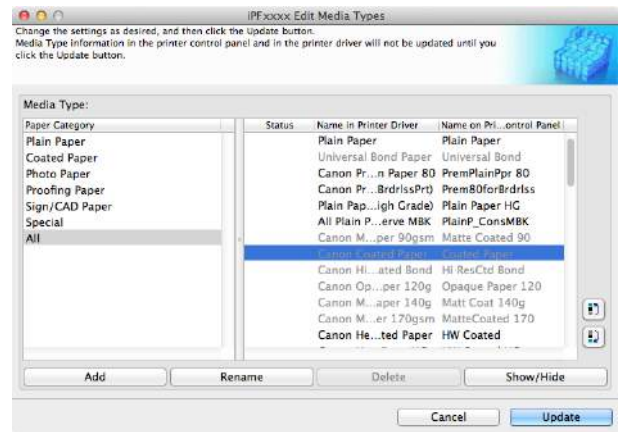 iPFxxxx Edit Media Types
Change the settings as desired, and then click the Update button.
Media Type information in the printer control panel and in the printer driver will not be updated until you
click the Update button.
Media Type:
Paper Category
Status Name in Printer Driver Name on Pri...ontrol Panel
Plain Paper
Coated Paper
Photo Paper
Proofing Paper
Sign/CAD Paper
Special
All
Plain Paper Plain Paper
Universal Bond Paper Universal Bond
Canon Pr...n Paper 80 PremPlainPpr 80
Canon Pr...BrdrlssPrt) Prem80forBrdrlss
Plain Pap...igh Grade) Plain Paper HG
All Plain P...erve MBK PlainP_ConsMBK
Canon M...per 90gsm Matte Coated 90
Canon Coated Paper Coated Paper
Canon Hi...ated Bond Hi ResCtd Bond
Canon Op...per 120g Opaque Paper 120
Canon M...aper 140g Matt Coat 140g
Canon M...er 170gsm MatteCoated 170
Canon He...ted Paper HW Coated
Add Rename Delete Show/Hide
Cancel Update